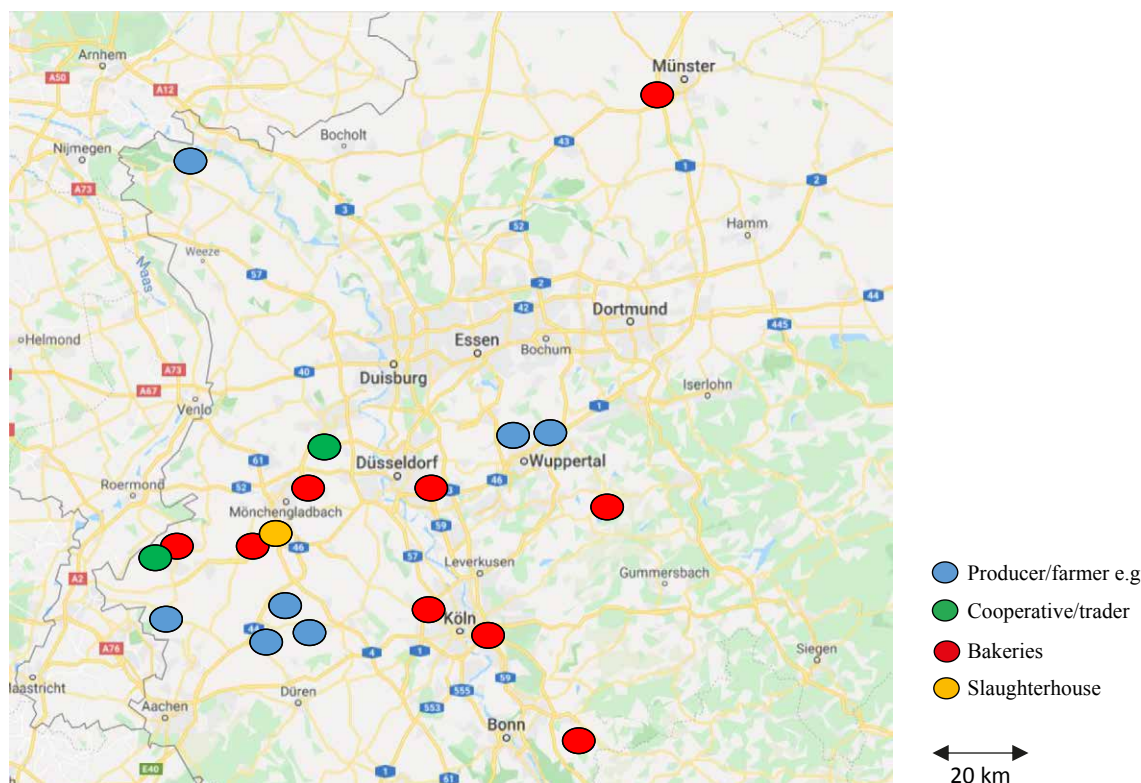 Arnhem
Münster
A50
A12
Bocholt
43
Nijmegen
1
2
A73
3
Hamm
52
Weeze
57
Maas
2
44
42
Dortmund
445
Essen
Bochum
Helmond
A73
40
Duisburg
Iserlohn
A67
1
Venlo
61
Düsseldorf
Wuppertal
46
Roermond
52
3
Mönchengladbach
59
46
57
Leverkusen
A2
Gummersbach
Producer/farmer e.g
Cooperative/trader
44
Köln
A76
4
1
Siegen
Bakeries
59
Maastricht
Düren
555
Slaughterhouse
Aachen
553
Bonn
E40
1
61
20 km